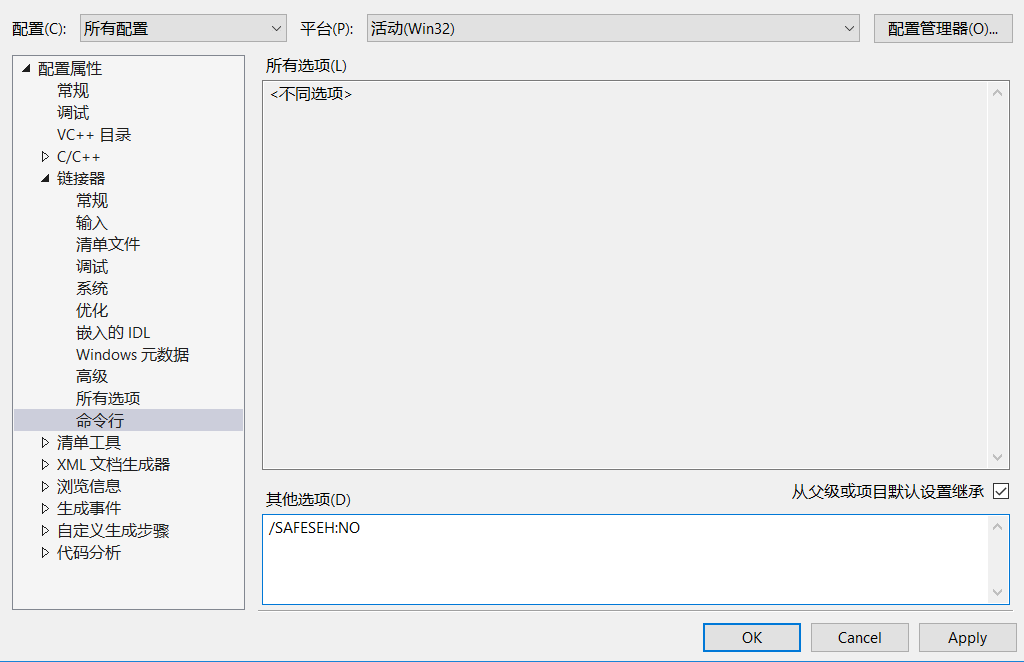 配置(C): 所有配置 平台(P): 活动(Win32) 配置管理器(O)...
配置属性
常规
调试
VC++ 目录
C/C++
链接器
常规
输入
清单文件
调试
系统
优化
嵌入的 IDL
Windows 元数据
高级
所有选项
命令行
清单工具
XML 文档生成器
浏览信息
生成事件
自定义生成步骤
代码分析
所有选项(L)
<不同选项>
从父级或项目默认设置继承
其他选项(D)
/SAFESEH:NO
OK Cancel Apply